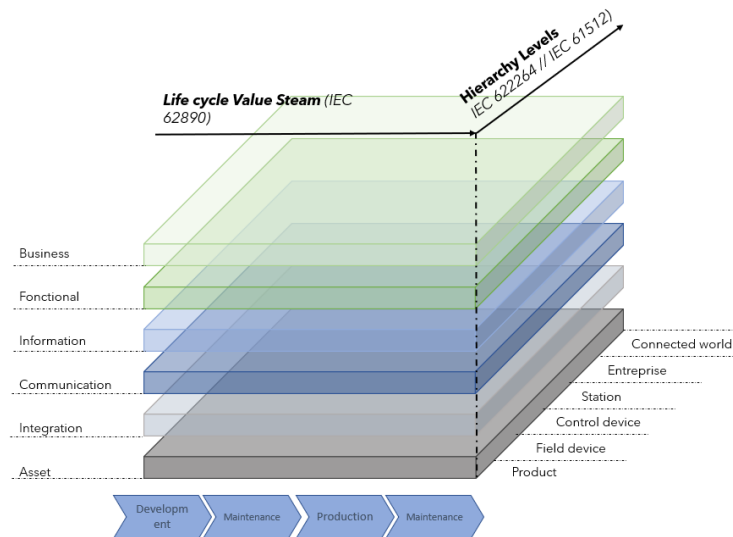 Hierarchy Levels
IEC 622264 // IEC 61512
Life cycle Value Steam (IEC
62890)
Business
Fonctional
Information
Communication
Integration
Asset
Connected world
Entreprise
Station
Control device
Field device
Product
Developm
ent
Maintenance
Production
Maintenance